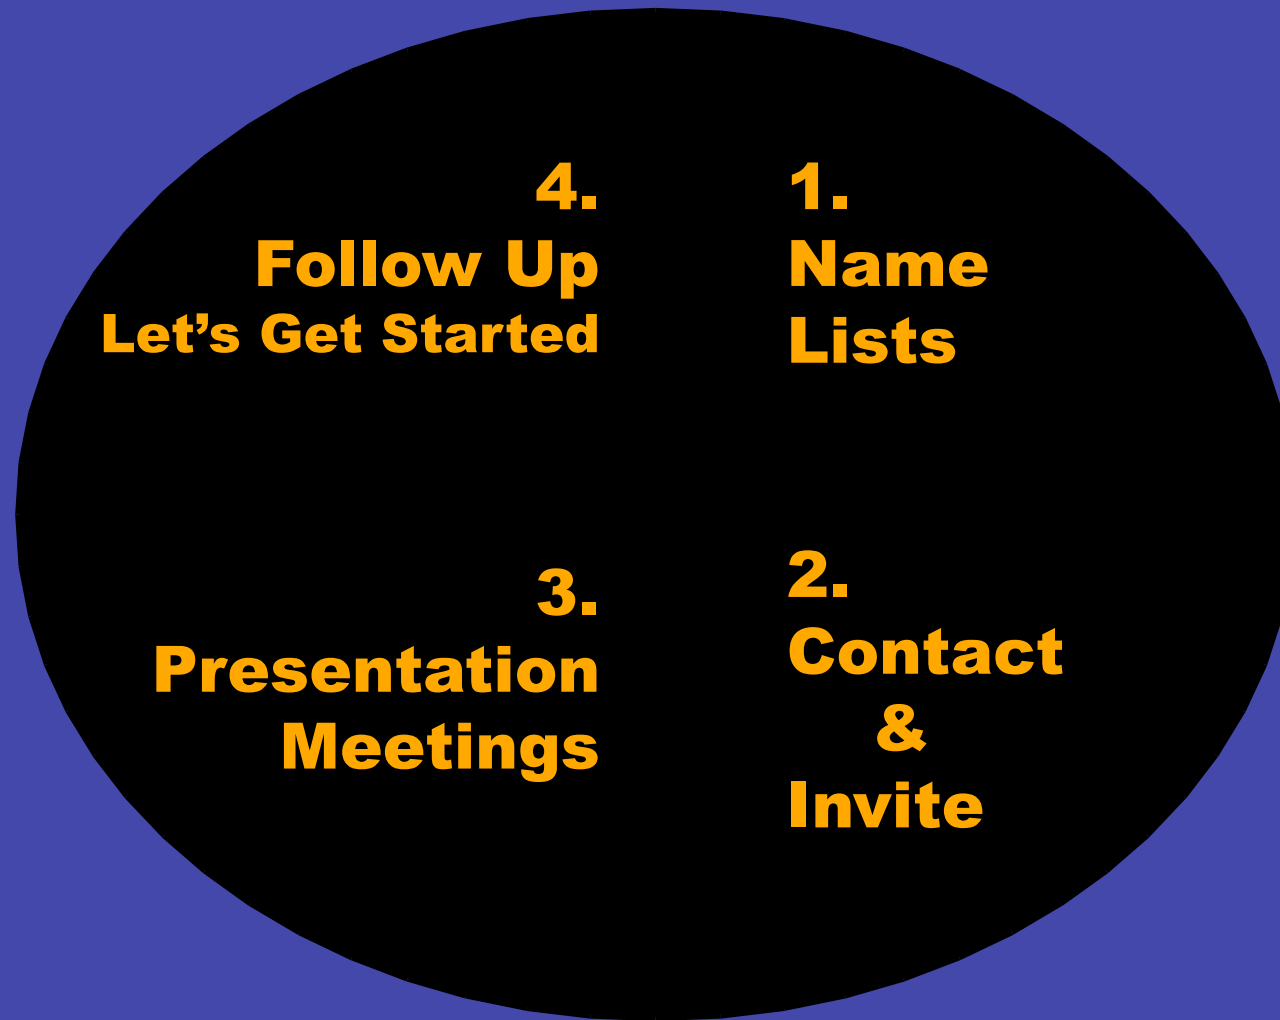 4.
Follow Up
Let’s Get Started
1.
Name
Lists
3.
Presentation
Meetings
2.
Contact
&
Invite